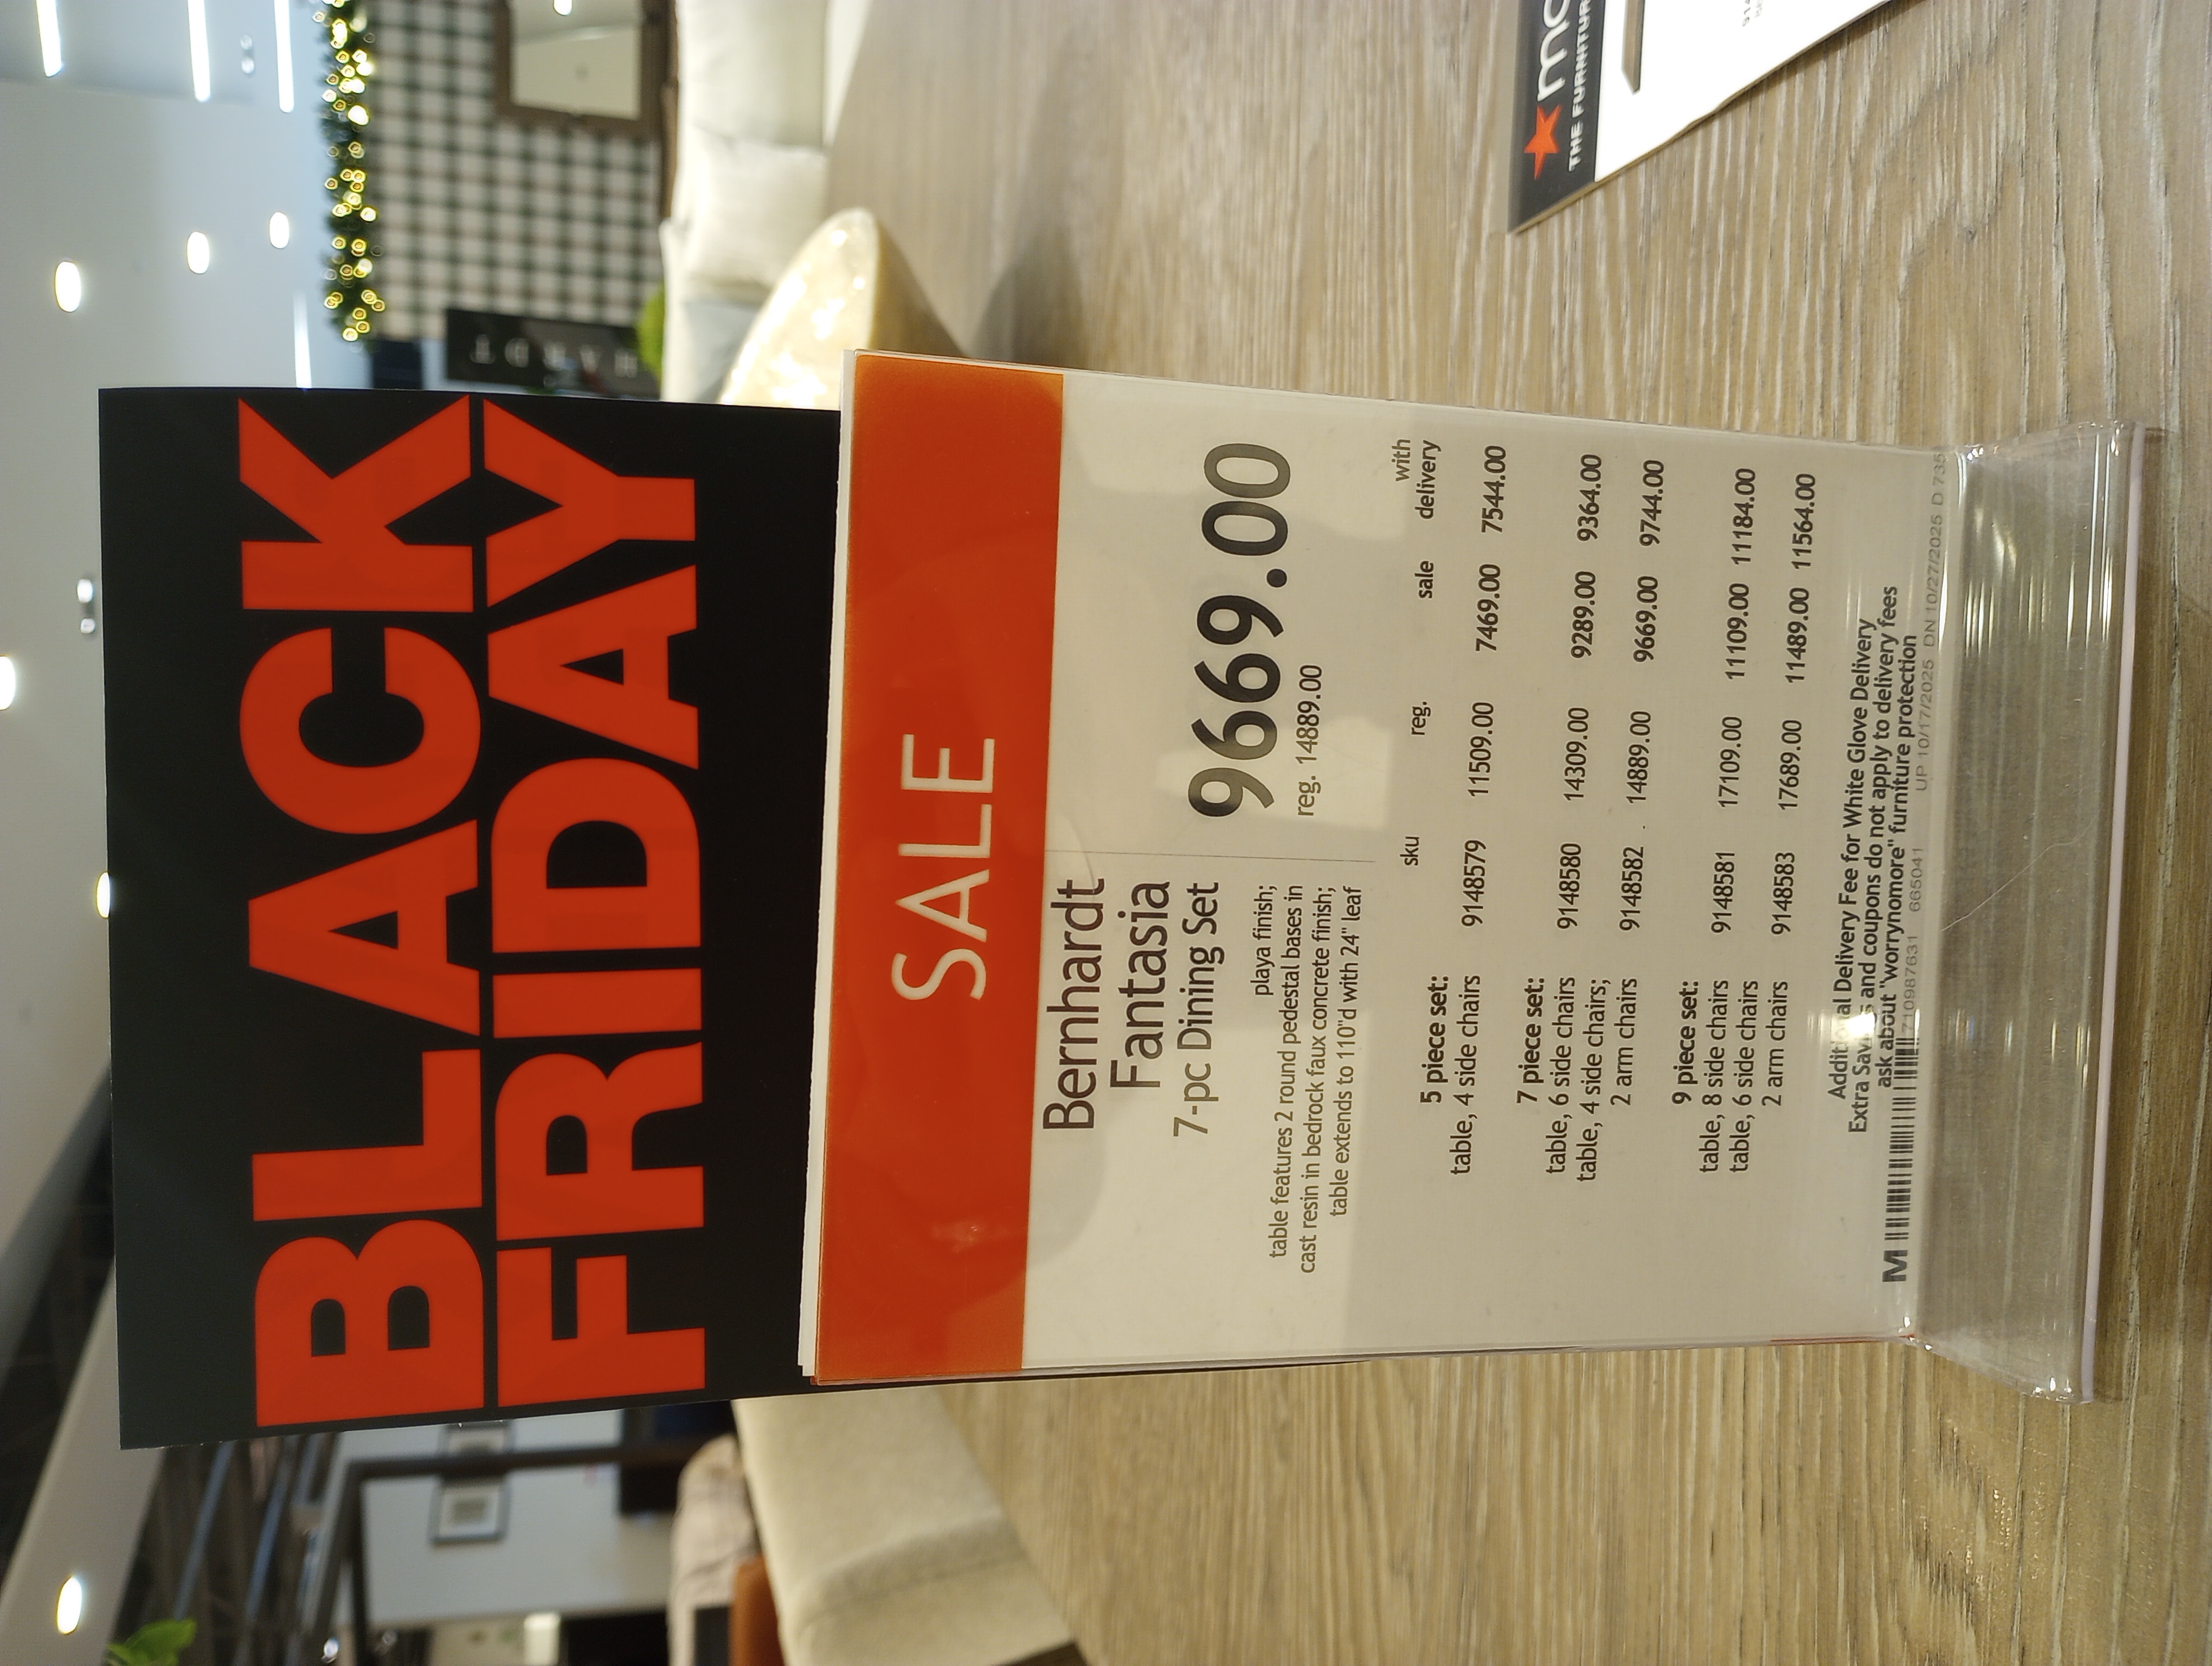 BLACK
FRIDAY
SALE
Bernhardt
Fantasia
7-pc Dining Set
9669.00
reg. 14889.00
playa finish;
table features 2 round pedestal bases in
cast resin in bedrock faux concrete finish;
table extends to 110"d with 24" leaf
sku reg. sale with delivery
5 piece set:
table, 4 side chairs 9148579 11509.00 7469.00 7544.00
7 piece set:
table, 6 side chairs 9148580 14309.00 9289.00 9364.00
table, 4 side chairs;
2 arm chairs 9148582 . 14889.00 9669.00 9744.00
9 piece set:
table, 8 side chairs 9148581 17109.00 11109.00 11184.00
table, 6 side chairs
2 arm chairs 9148583 17689.00 11489.00 11564.00
Additional Delivery Fee for White Glove Delivery
Extra Savings and coupons do not apply to delivery fees
ask about "worrynomore" furniture protection
M 665041 UP 10/17/2025 DN 10/27/2025 D 735
HARDT
THE